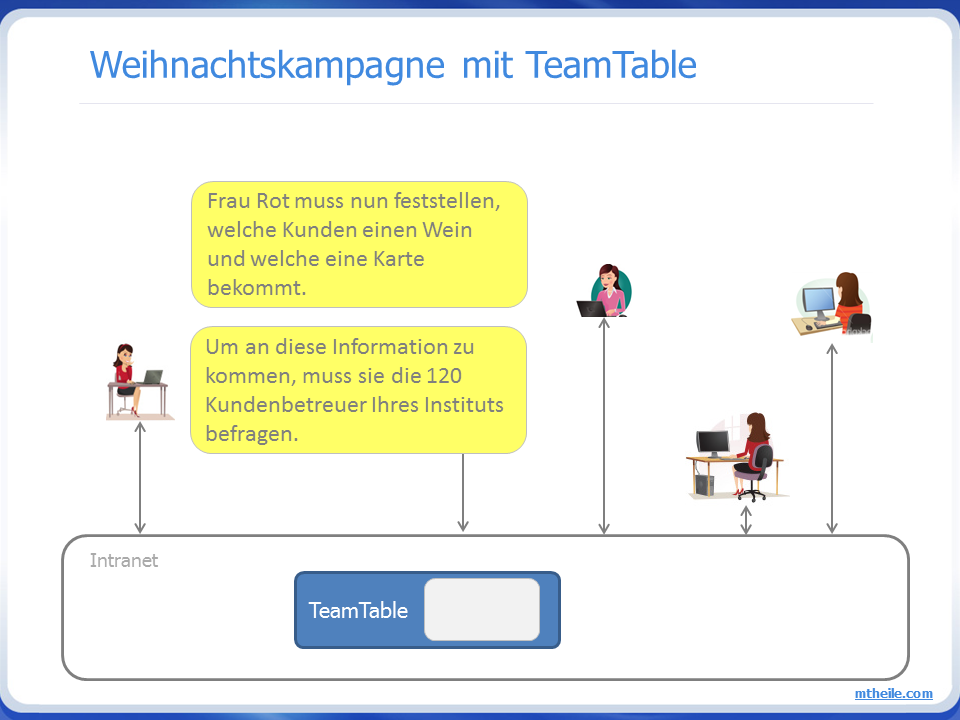 Weihnachtskampagne mit TeamTable
Frau Rot muss nun feststellen,
welche Kunden einen Wein
und welche eine Karte
bekommt.
Um an diese Information zu
kommen, muss sie die 120
Kundenbetreuer Ihres Instituts
befragen.
Intranet
TeamTable
mtheile.com